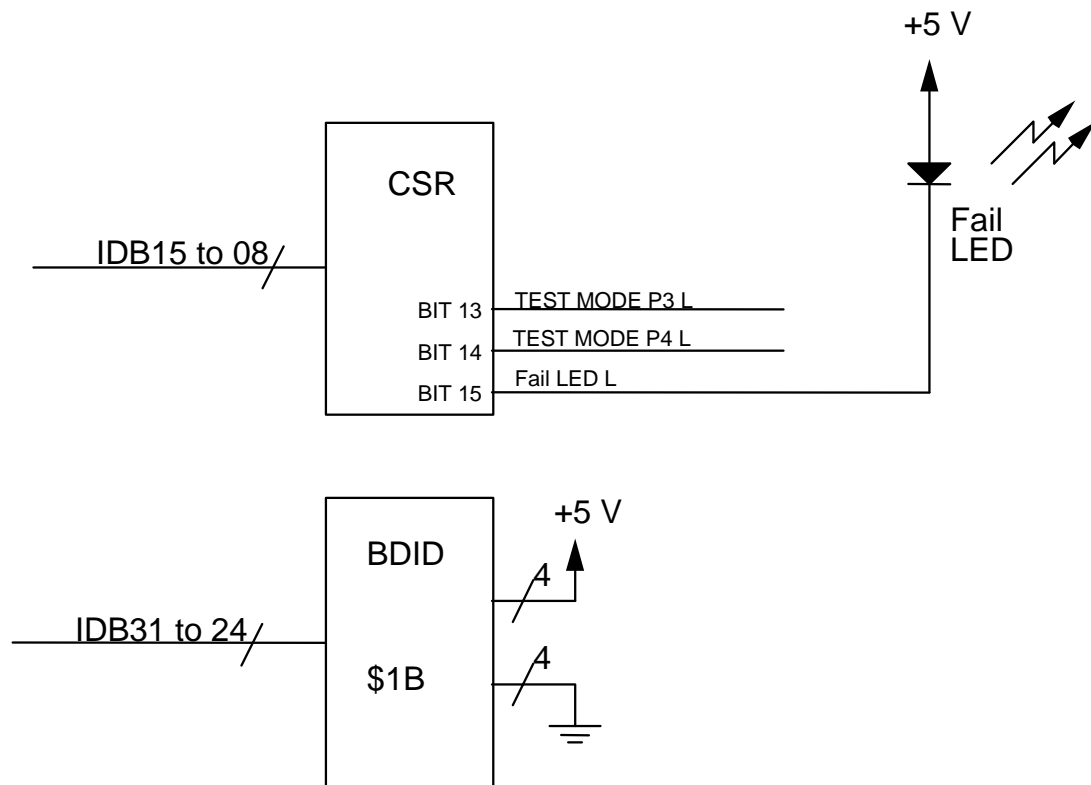 +5 V
CSR
Fail
LED
IDB15 to 08
BIT 13
TEST MODE P3 L
BIT 14
TEST MODE P4 L
BIT 15
Fail LED L
+5 V
BDID
4
IDB31 to 24
4
$1B